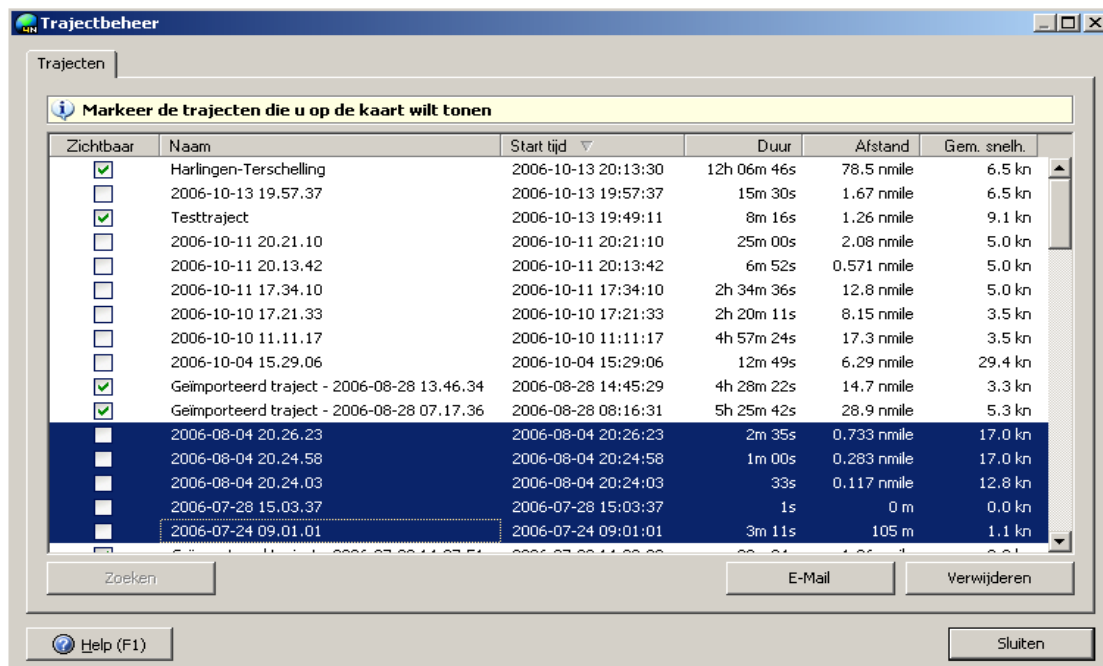 Trajectbeheer
Trajecten
Markeer de trajecten die u op de kaart wilt tonen
Zichtbaar Naam Start tijd Duur Afstand Gem. snelh.
Harlingen-Terschelling 2006-10-13 20:13:30 12h 06m 46s 78.5 nmile 6.5 kn
2006-10-13 19.57.37 2006-10-13 19:57:37 15m 30s 1.67 nmile 6.5 kn
Testtraject 2006-10-13 19:49:11 8m 16s 1.26 nmile 9.1 kn
2006-10-11 20.21.10 2006-10-11 20:21:10 25m 00s 2.08 nmile 5.0 kn
2006-10-11 20.13.42 2006-10-11 20:13:42 6m 52s 0.571 nmile 5.0 kn
2006-10-11 17.34.10 2006-10-11 17:34:10 2h 34m 36s 12.8 nmile 5.0 kn
2006-10-10 17.21.33 2006-10-10 17:21:33 2h 20m 11s 8.15 nmile 3.5 kn
2006-10-10 11.11.17 2006-10-10 11:11:17 4h 57m 24s 17.3 nmile 3.5 kn
2006-10-04 15.29.06 2006-10-04 15:29:06 12m 49s 6.29 nmile 29.4 kn
Geïmporteerd traject - 2006-08-28 13.46.34 2006-08-28 14:45:29 4h 28m 22s 14.7 nmile 3.3 kn
Geïmporteerd traject - 2006-08-28 07.17.36 2006-08-28 08:16:31 5h 25m 42s 28.9 nmile 5.3 kn
2006-08-04 20.26.23 2006-08-04 20:26:23 2m 35s 0.733 nmile 17.0 kn
2006-08-04 20.24.58 2006-08-04 20:24:58 1m 00s 0.283 nmile 17.0 kn
2006-08-04 20.24.03 2006-08-04 20:24:03 33s 0.117 nmile 12.8 kn
2006-07-28 15.03.37 2006-07-28 15:03:37 1s 0 m 0.0 kn
2006-07-24 09.01.01 2006-07-24 09:01:01 3m 11s 105 m 1.1 kn
Zoeken E-Mail Verwijderen
Help (F1) Sluiten